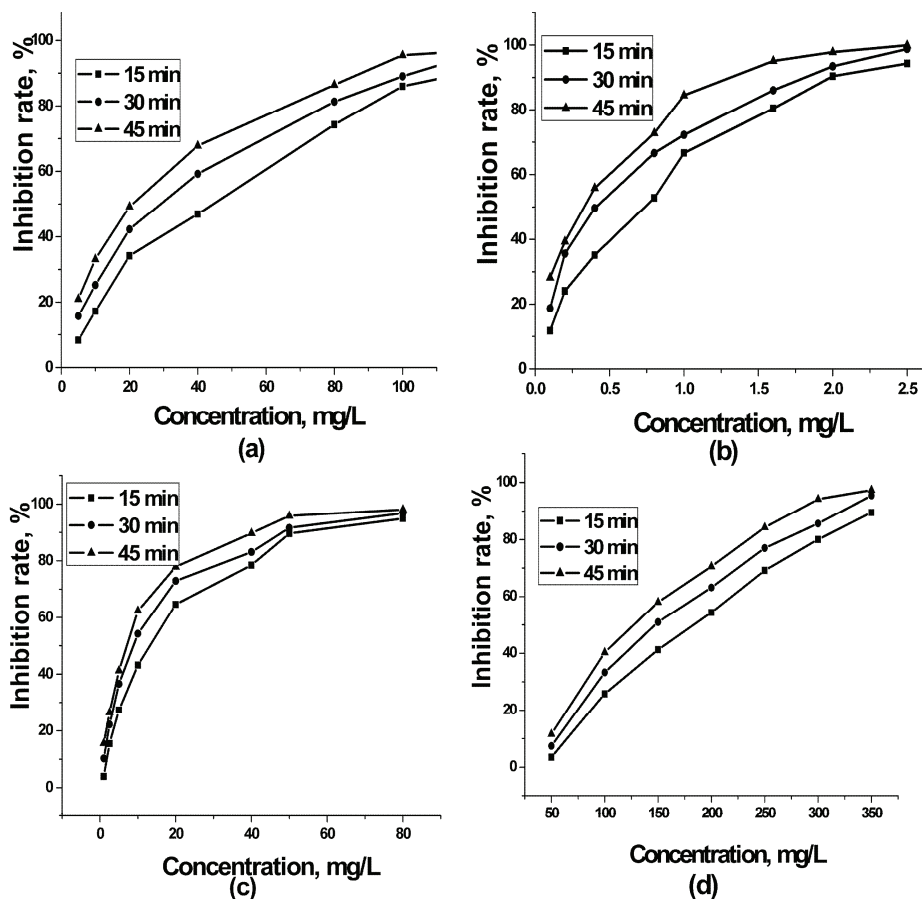 Inhibition rate, %
100
80
60
40
20
0
15 min
30 min
45 min
0 20 40 60 80 100
Concentration, mg/L
(a)
Inhibition rate, %
100
80
60
40
20
0
15 min
30 min
45 min
0.0 0.5 1.0 1.5 2.0 2.5
Concentration, mg/L
(b)
Inhibition rate, %
100
80
60
40
20
0
15 min
30 min
45 min
0 20 40 60 80
Concentration, mg/L
(c)
Inhibition rate, %
100
80
60
40
20
0
15 min
30 min
45 min
50 100 150 200 250 300 350
Concentration, mg/L
(d)